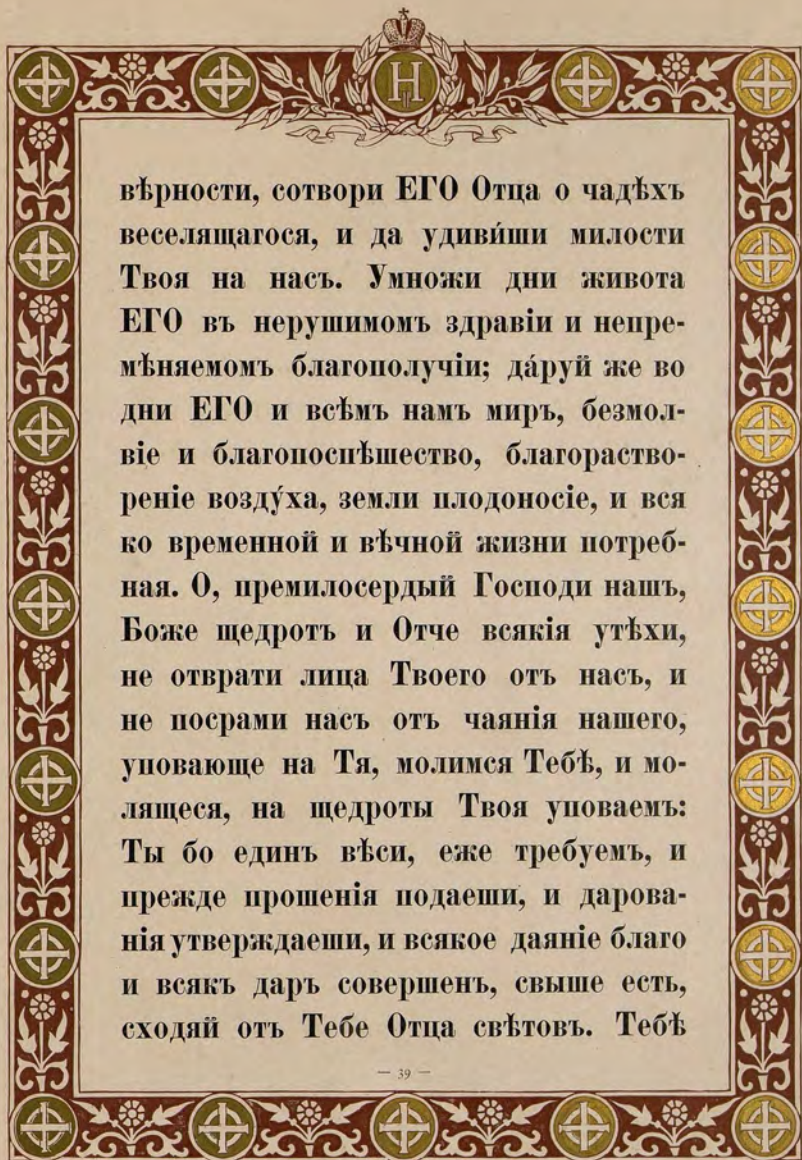 Н
вѣрности, сотвори ЕГО Отца о чадѣхъ
веселящагося, и да удиви́ши милости
Твоя на насъ. Умножи дни живота
ЕГО въ нерушимомъ здравіи и непре-
мѣняемомъ благополучіи; да́руй же во
дни ЕГО и всѣмъ намъ миръ, безмол-
віе и благопоспѣшество, благораство-
реніе возду́ха, земли плодоносіе, и вся
ко временной и вѣчной жизни потреб-
ная. О, премилосердый Господи нашъ,
Боже щедротъ и Отче всякія утѣхи,
не отврати лица Твоего отъ насъ, и
не посрами насъ отъ чаянія нашего,
уповающе на Тя, молимся Тебѣ, и мо-
лящеся, на щедроты Твоя уповаемъ:
Ты бо единъ вѣси, еже требуемъ, и
прежде прошенія подаеши, и дарова-
нія утверждаеши, и всякое даяніе благо
и всякъ даръ совершенъ, свыше есть,
сходяй отъ Тебе Отца свѣтовъ. Тебѣ
— 39 —